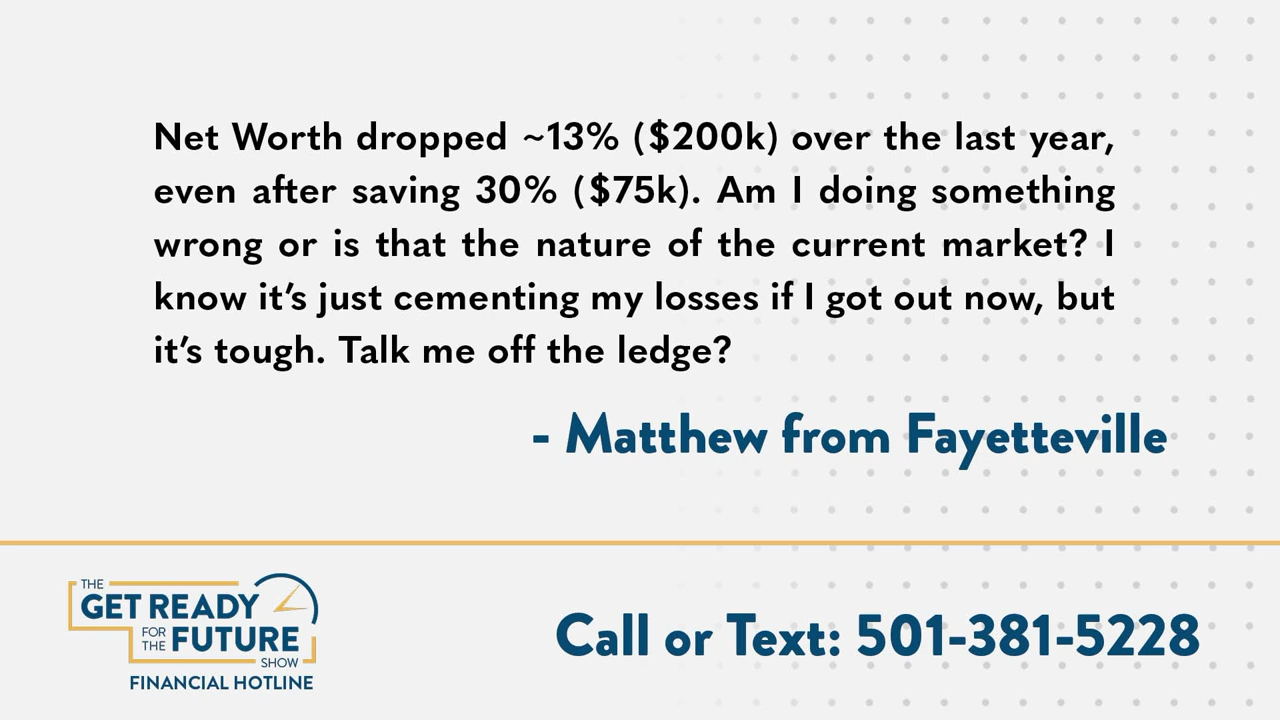 Net Worth dropped ~13% ($200k) over the last year,
even after saving 30% ($75k). Am I doing something
wrong or is that the nature of the current market? I
know it's just cementing my losses if I got out now, but
it's tough. Talk me off the ledge?
- Matthew from Fayetteville
THE
GET READY
FOR THE FUTURE
SHOW
FINANCIAL HOTLINE
Call or Text: 501-381-5228